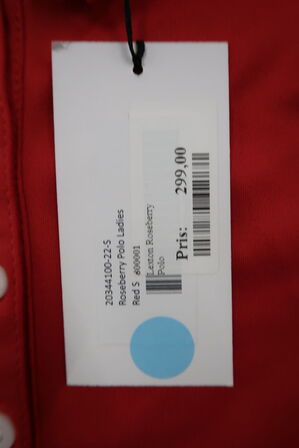 20344100-22-S
Roseberry Polo Ladies
Red S 600001
Lexton Roseberry
Polo
Pris: 299,00